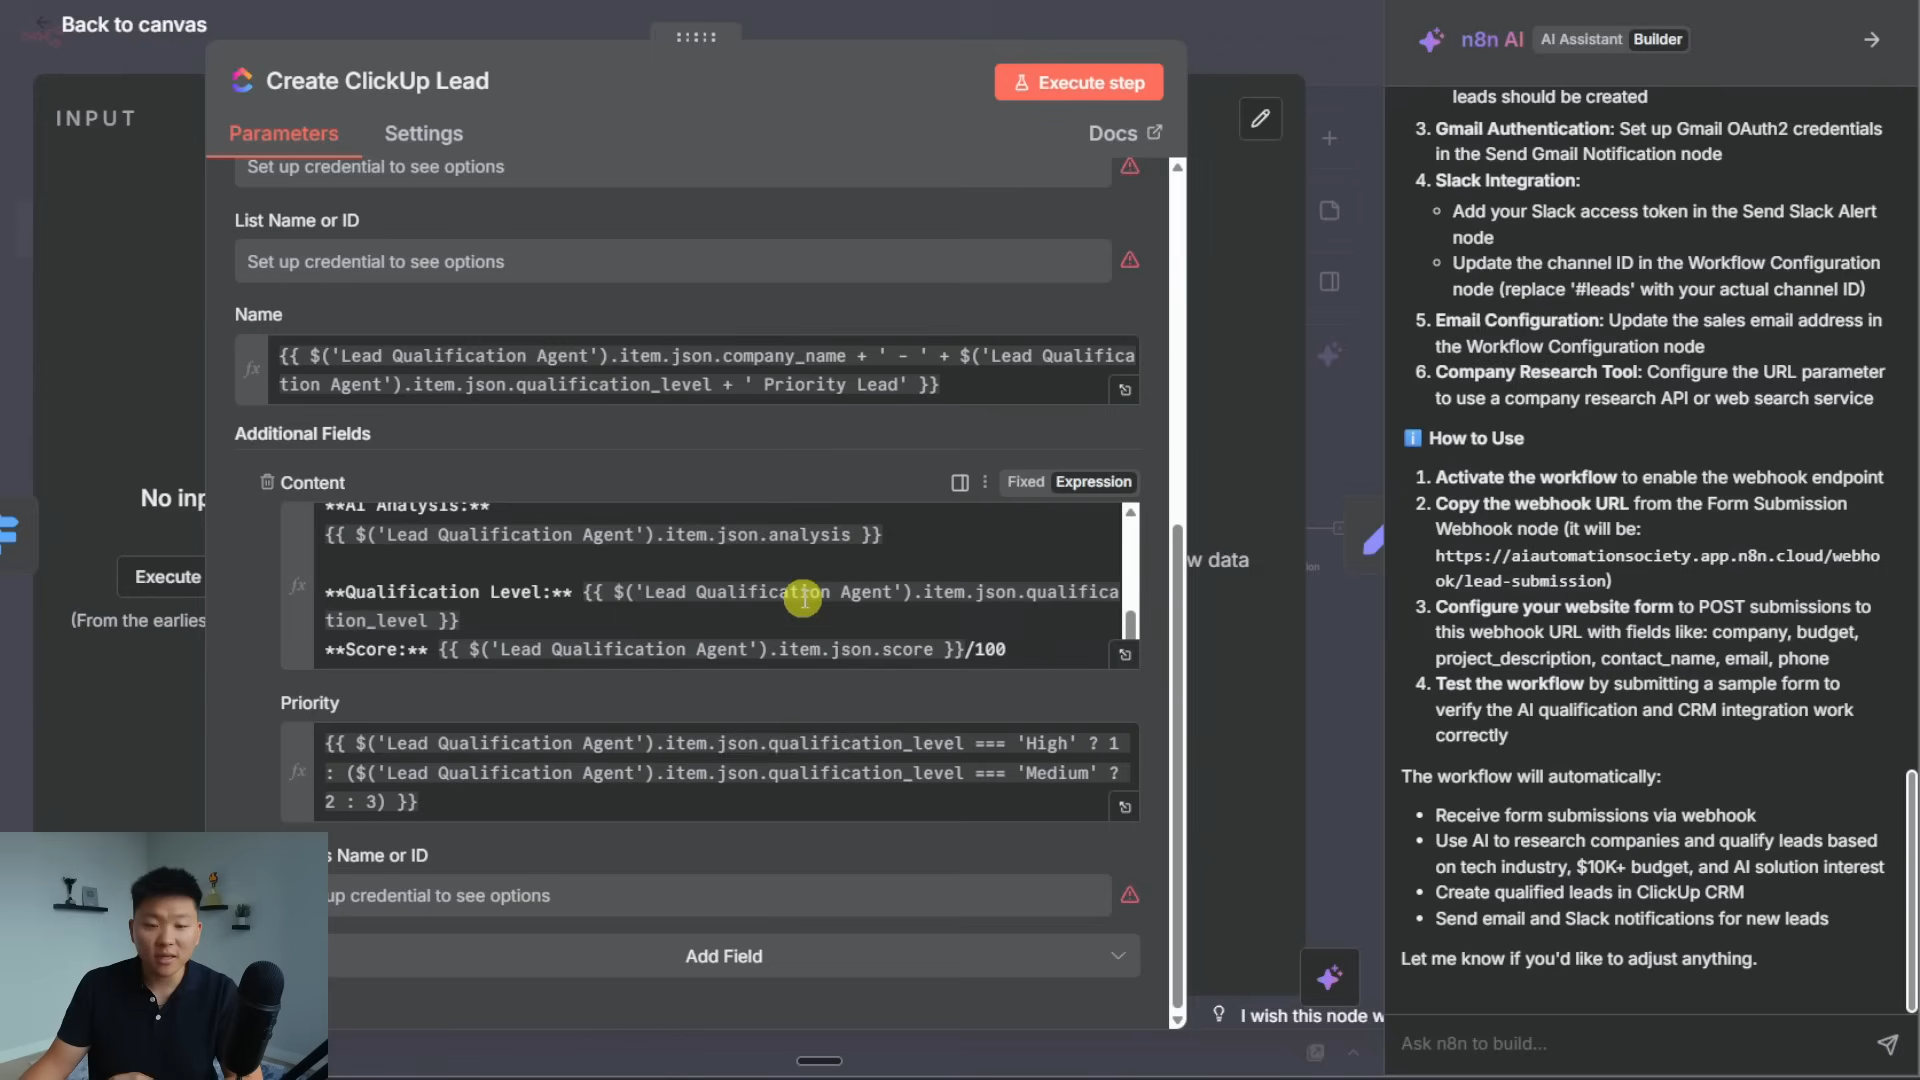 Back to canvas
INPUT
No inp
Execute
(From the earlies
Create ClickUp Lead
Execute step
Parameters
Settings
Docs
Set up credential to see options
List Name or ID
Set up credential to see options
Name
fx
{{ $('Lead Qualification Agent').item.json.company_name + ' - ' + $('Lead Qualifica
tion Agent').item.json.qualification_level + ' Priority Lead' }}
Additional Fields
Content
Fixed
Expression
fx
**AI Analysis:**
{{ $('Lead Qualification Agent').item.json.analysis }}
**Qualification Level:** {{ $('Lead Qualification Agent').item.json.qualifica
tion_level }}
**Score:** {{ $('Lead Qualification Agent').item.json.score }}/100
Priority
fx
{{ $('Lead Qualification Agent').item.json.qualification_level === 'High' ? 1
: ($('Lead Qualification Agent').item.json.qualification_level === 'Medium' ?
2 : 3) }}
s Name or ID
up credential to see options
Add Field
w data
I wish this node w
n8n AI
AI Assistant
Builder
leads should be created
3. Gmail Authentication: Set up Gmail OAuth2 credentials
in the Send Gmail Notification node
4. Slack Integration:
Add your Slack access token in the Send Slack Alert
node
Update the channel ID in the Workflow Configuration
node (replace '#leads' with your actual channel ID)
5. Email Configuration: Update the sales email address in
the Workflow Configuration node
6. Company Research Tool: Configure the URL parameter
to use a company research API or web search service
How to Use
1. Activate the workflow to enable the webhook endpoint
2. Copy the webhook URL from the Form Submission
Webhook node (it will be:
https://aiautomationsociety.app.n8n.cloud/webho
ok/lead-submission)
3. Configure your website form to POST submissions to
this webhook URL with fields like: company, budget,
project_description, contact_name, email, phone
4. Test the workflow by submitting a sample form to
verify the AI qualification and CRM integration work
correctly
The workflow will automatically:
• Receive form submissions via webhook
• Use AI to research companies and qualify leads based
on tech industry, $10K+ budget, and AI solution interest
• Create qualified leads in ClickUp CRM
• Send email and Slack notifications for new leads
Let me know if you'd like to adjust anything.
Ask n8n to build...